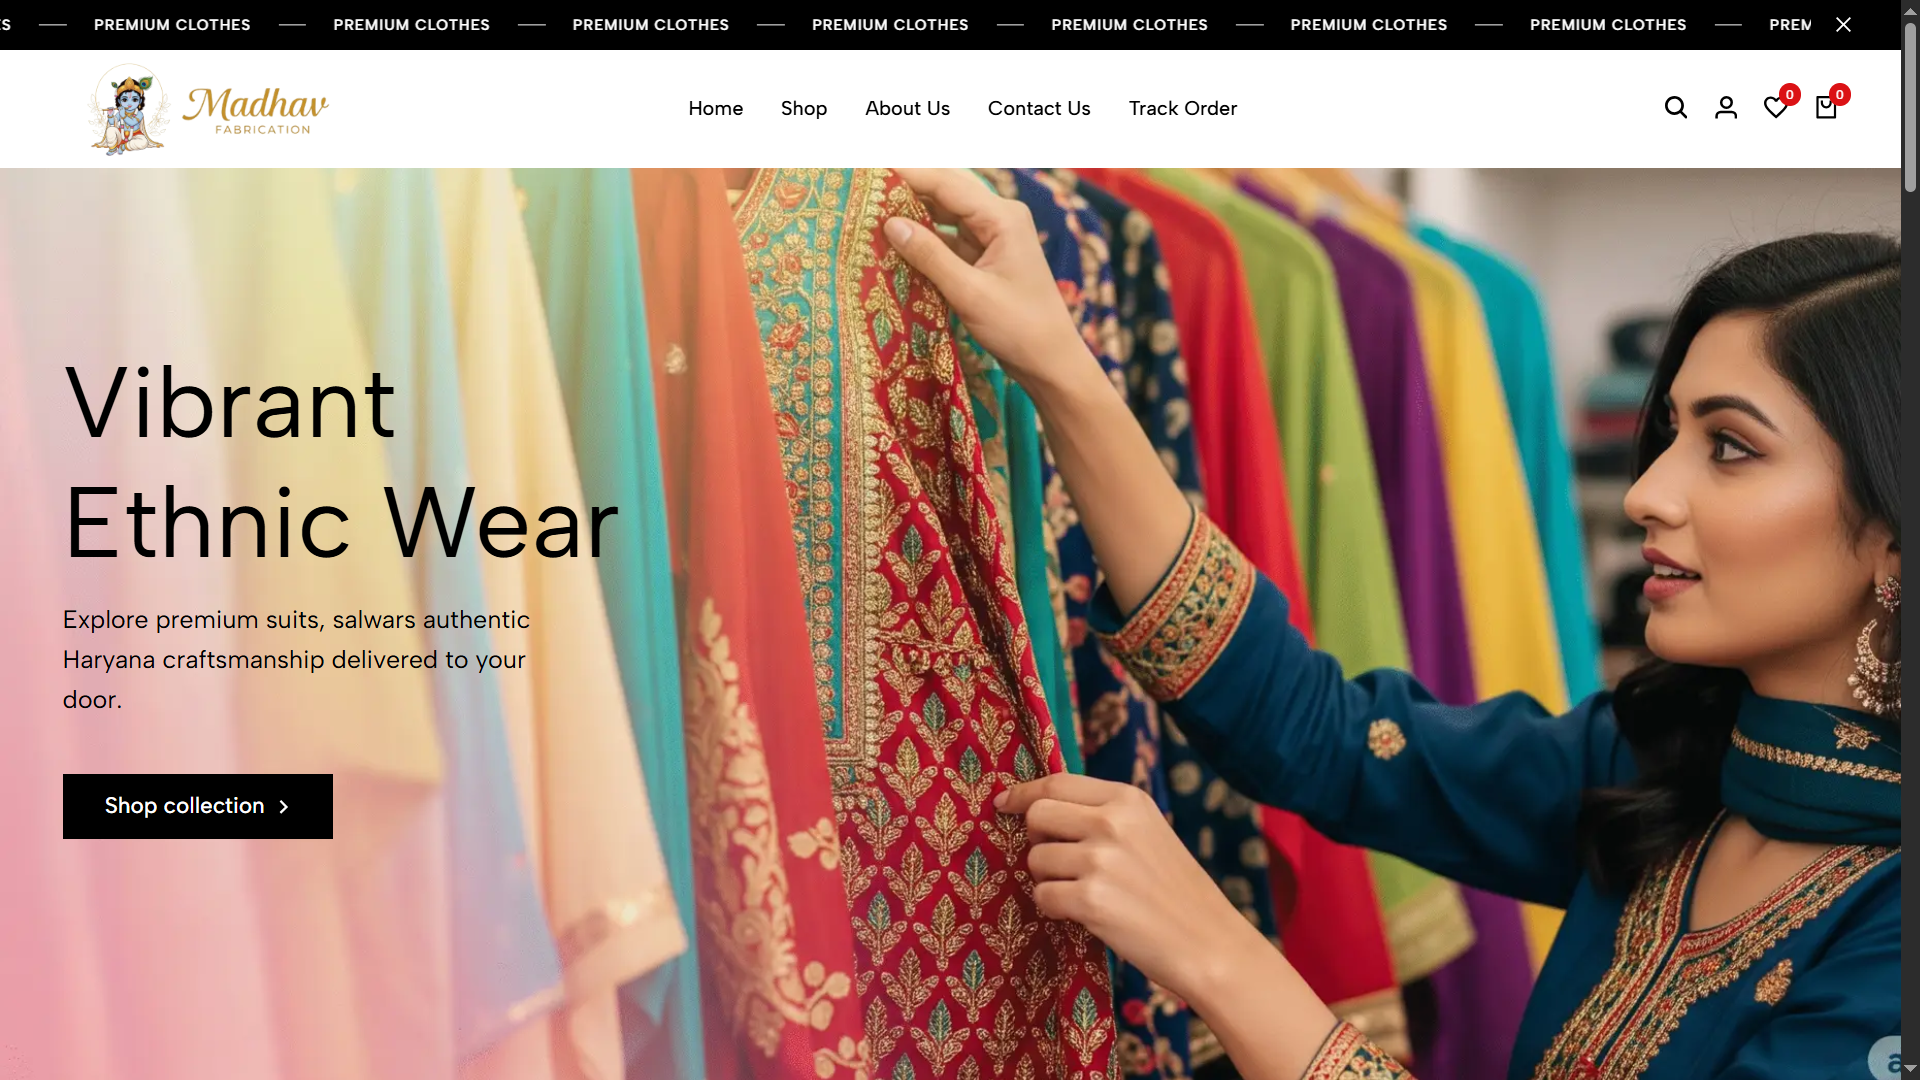 PREMIUM CLOTHES — PREMIUM CLOTHES — PREMIUM CLOTHES — PREMIUM CLOTHES — PREMIUM CLOTHES — PREMIUM CLOTHES — PREMIUM CLOTHES — PREM
Madhav
FABRICATION
Home Shop About Us Contact Us Track Order
0 0
Vibrant
Ethnic Wear
Explore premium suits, salwars authentic
Haryana craftsmanship delivered to your
door.
Shop collection